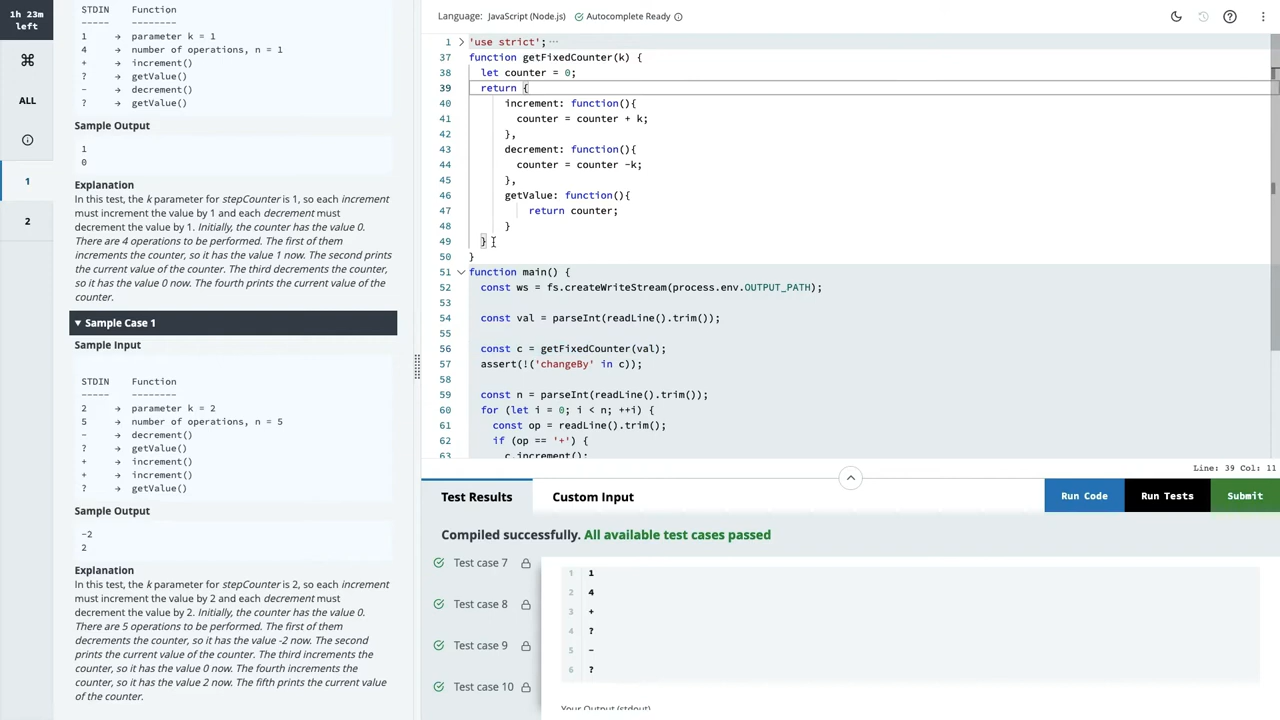 1h 23m
left
ALL
1
2
STDIN Function
----- --------
1 → parameter k = 1
4 → number of operations, n = 1
+ → increment()
? → getValue()
- → decrement()
? → getValue()
Sample Output
1
0
Explanation
In this test, the k parameter for stepCounter is 1, so each increment
must increment the value by 1 and each decrement must
decrement the value by 1. Initially, the counter has the value 0.
There are 4 operations to be performed. The first of them
increments the counter, so it has the value 1 now. The second prints
the current value of the counter. The third decrements the counter,
so it has the value 0 now. The fourth prints the current value of the
counter.
▼ Sample Case 1
Sample Input
STDIN Function
----- --------
2 → parameter k = 2
5 → number of operations, n = 5
- → decrement()
? → getValue()
+ → increment()
+ → increment()
? → getValue()
Sample Output
-2
2
Explanation
In this test, the k parameter for stepCounter is 2, so each increment
must increment the value by 2 and each decrement must
decrement the value by 2. Initially, the counter has the value 0.
There are 5 operations to be performed. The first of them
decrements the counter, so it has the value -2 now. The second
prints the current value of the counter. The third increments the
counter, so it has the value 0 now. The fourth increments the
counter, so it has the value 2 now. The fifth prints the current value
of the counter.
Language: JavaScript (Node.js) Autocomplete Ready
1 'use strict'; ...
37 function getFixedCounter(k) {
38 let counter = 0;
39 return {
40 increment: function(){
41 counter = counter + k;
42 },
43 decrement: function(){
44 counter = counter -k;
45 },
46 getValue: function(){
47 return counter;
48 }
49 }
50 }
51 function main() {
52 const ws = fs.createWriteStream(process.env.OUTPUT_PATH);
53
54 const val = parseInt(readLine().trim());
55
56 const c = getFixedCounter(val);
57 assert(!('changeBy' in c));
58
59 const n = parseInt(readLine().trim());
60 for (let i = 0; i < n; ++i) {
61 const op = readLine().trim();
62 if (op == '+') {
63 c.increment();
Line: 39 Col: 11
Test Results Custom Input Run Code Run Tests Submit
Compiled successfully. All available test cases passed
Test case 7
Test case 8
Test case 9
Test case 10
1 1
2 4
3 +
4 ?
5 -
6 ?
Your Output (stdout)